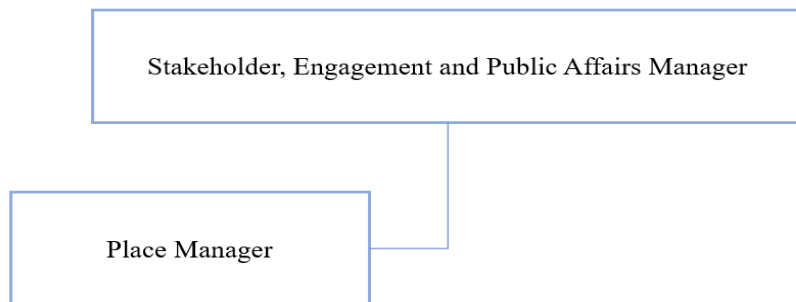 Stakeholder, Engagement and Public Affairs Manager
Place Manager